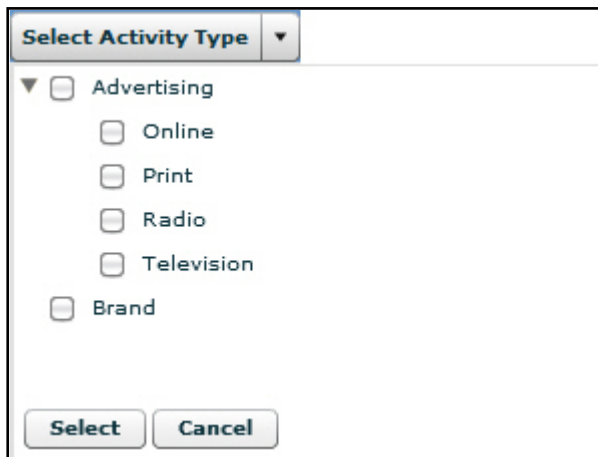 Select Activity Type
Advertising
Online
Print
Radio
Television
Brand
Select Cancel